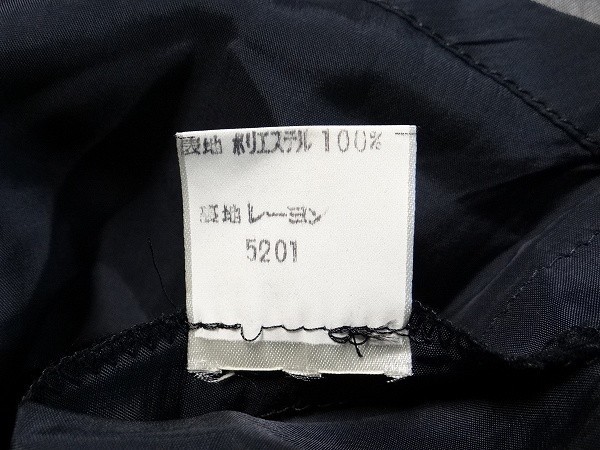 表地 ポリエステル 100%
裏地 レーヨン
5201